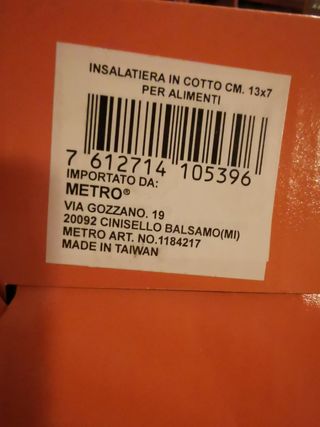 INSALATIERA IN COTTO CM. 13x7
PER ALIMENTI
7 612714 105396
IMPORTATO DA:
METRO®
VIA GOZZANO. 19
20092 CINISELLO BALSAMO(MI)
METRO ART. NO.1184217
MADE IN TAIWAN